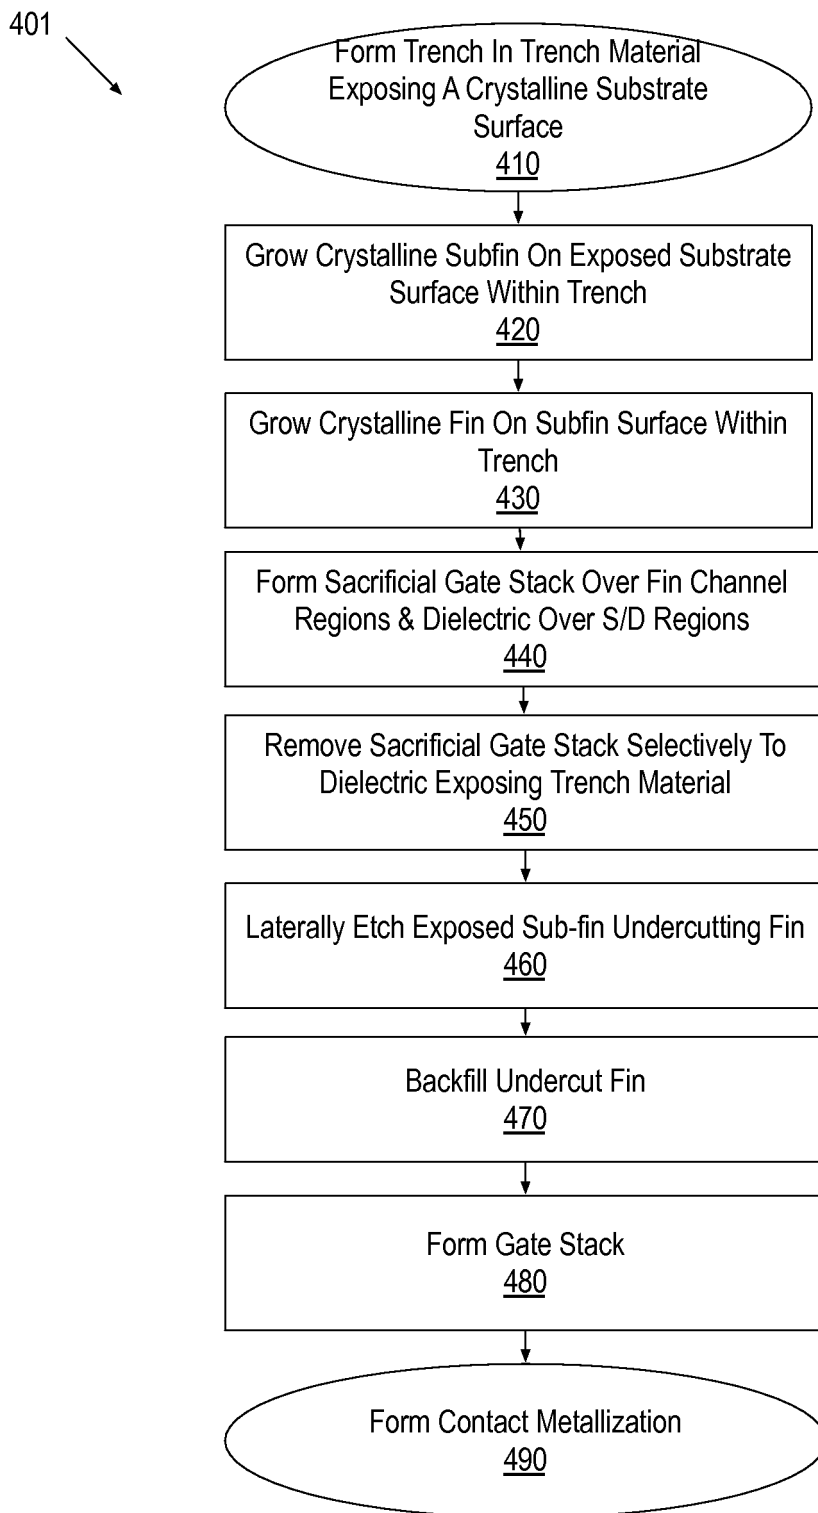 401
Form Trench In Trench Material
Exposing A Crystalline Substrate
Surface
410
Grow Crystalline Subfin On Exposed Substrate
Surface Within Trench
420
Grow Crystalline Fin On Subfin Surface Within
Trench
430
Form Sacrificial Gate Stack Over Fin Channel
Regions & Dielectric Over S/D Regions
440
Remove Sacrificial Gate Stack Selectively To
Dielectric Exposing Trench Material
450
Laterally Etch Exposed Sub-fin Undercutting Fin
460
Backfill Undercut Fin
470
Form Gate Stack
480
Form Contact Metallization
490